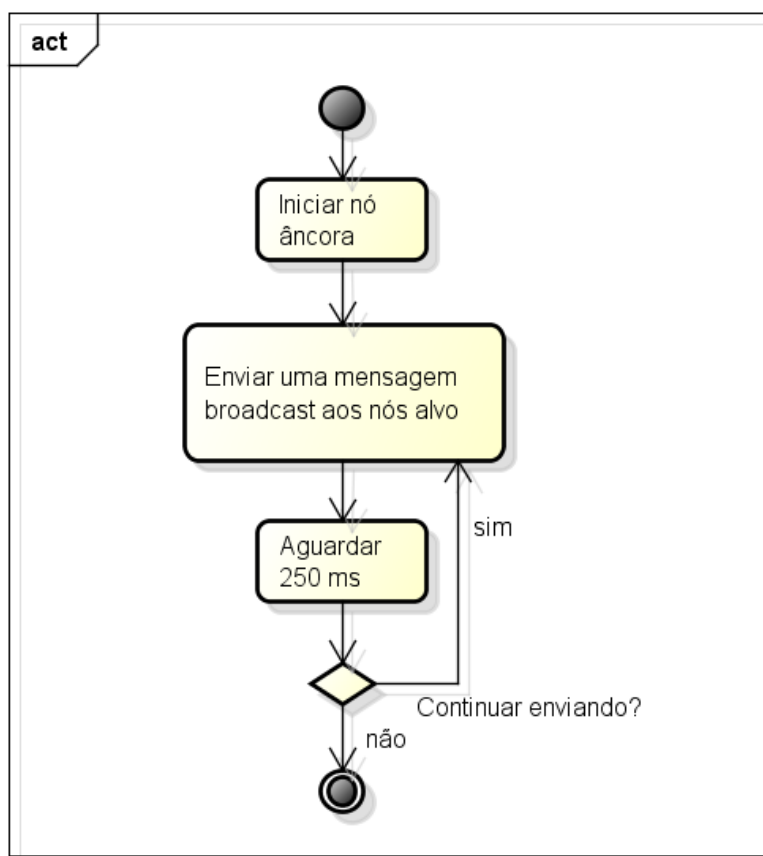 act
Iniciar nó
âncora
Enviar uma mensagem
broadcast aos nós alvo
Aguardar
250 ms
sim
Continuar enviando?
não